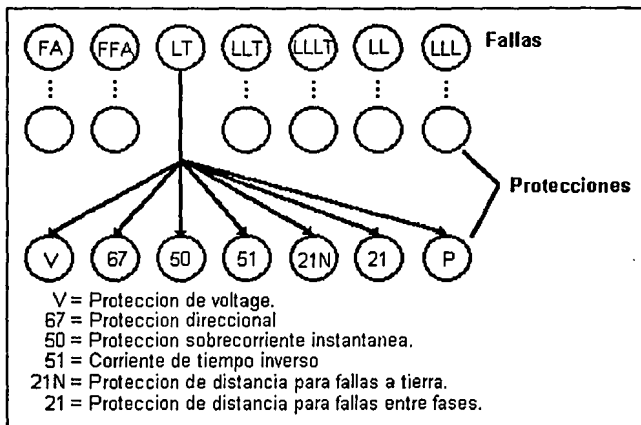 FA FFA LT LLT LLLT LL LLL Fallas
Protecciones
V 67 50 51 21N 21 P
V = Proteccion de voltage.
67 = Proteccion direccional
50 = Proteccion sobrecorriente instantanea.
51 = Corriente de tiempo inverso
21N = Proteccion de distancia para fallas a tierra.
21 = Proteccion de distancia para fallas entre fases.